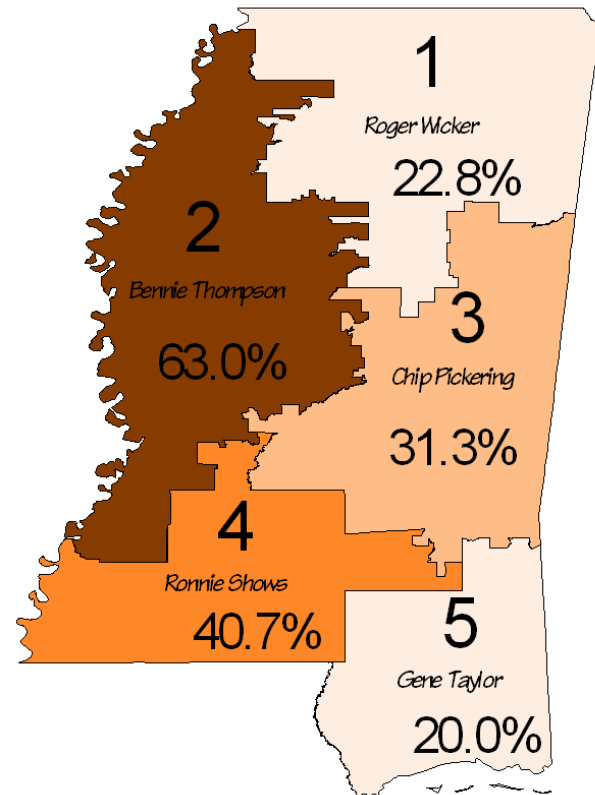 1
Roger Wicker
22.8%
2
Bennie Thompson
63.0%
3
Chip Pickering
31.3%
4
Ronnie Shows
40.7%
5
Gene Taylor
20.0%